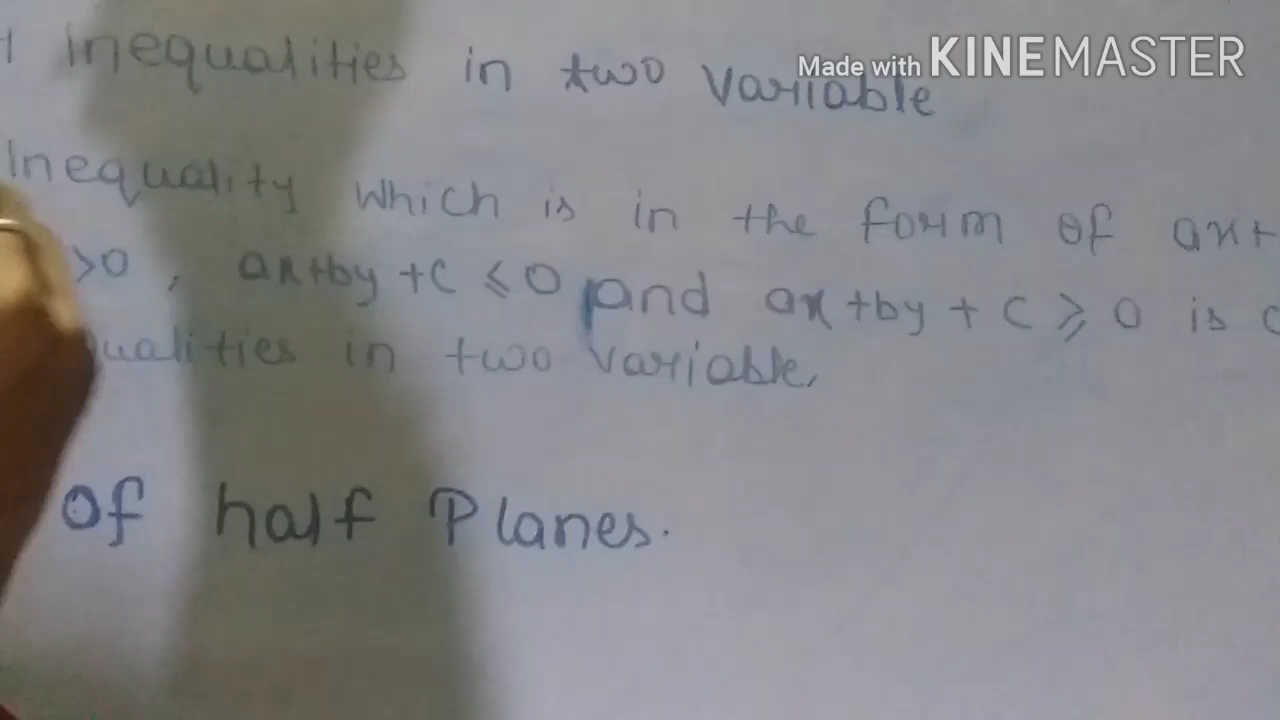 Made with KINEMASTER
inequalities in two variable
Inequality which is in the form of ax+
>0, ax+by+c ⩽ 0 and ax+by+c ⩾ 0 is
ualities in two variable,
of half Planes.